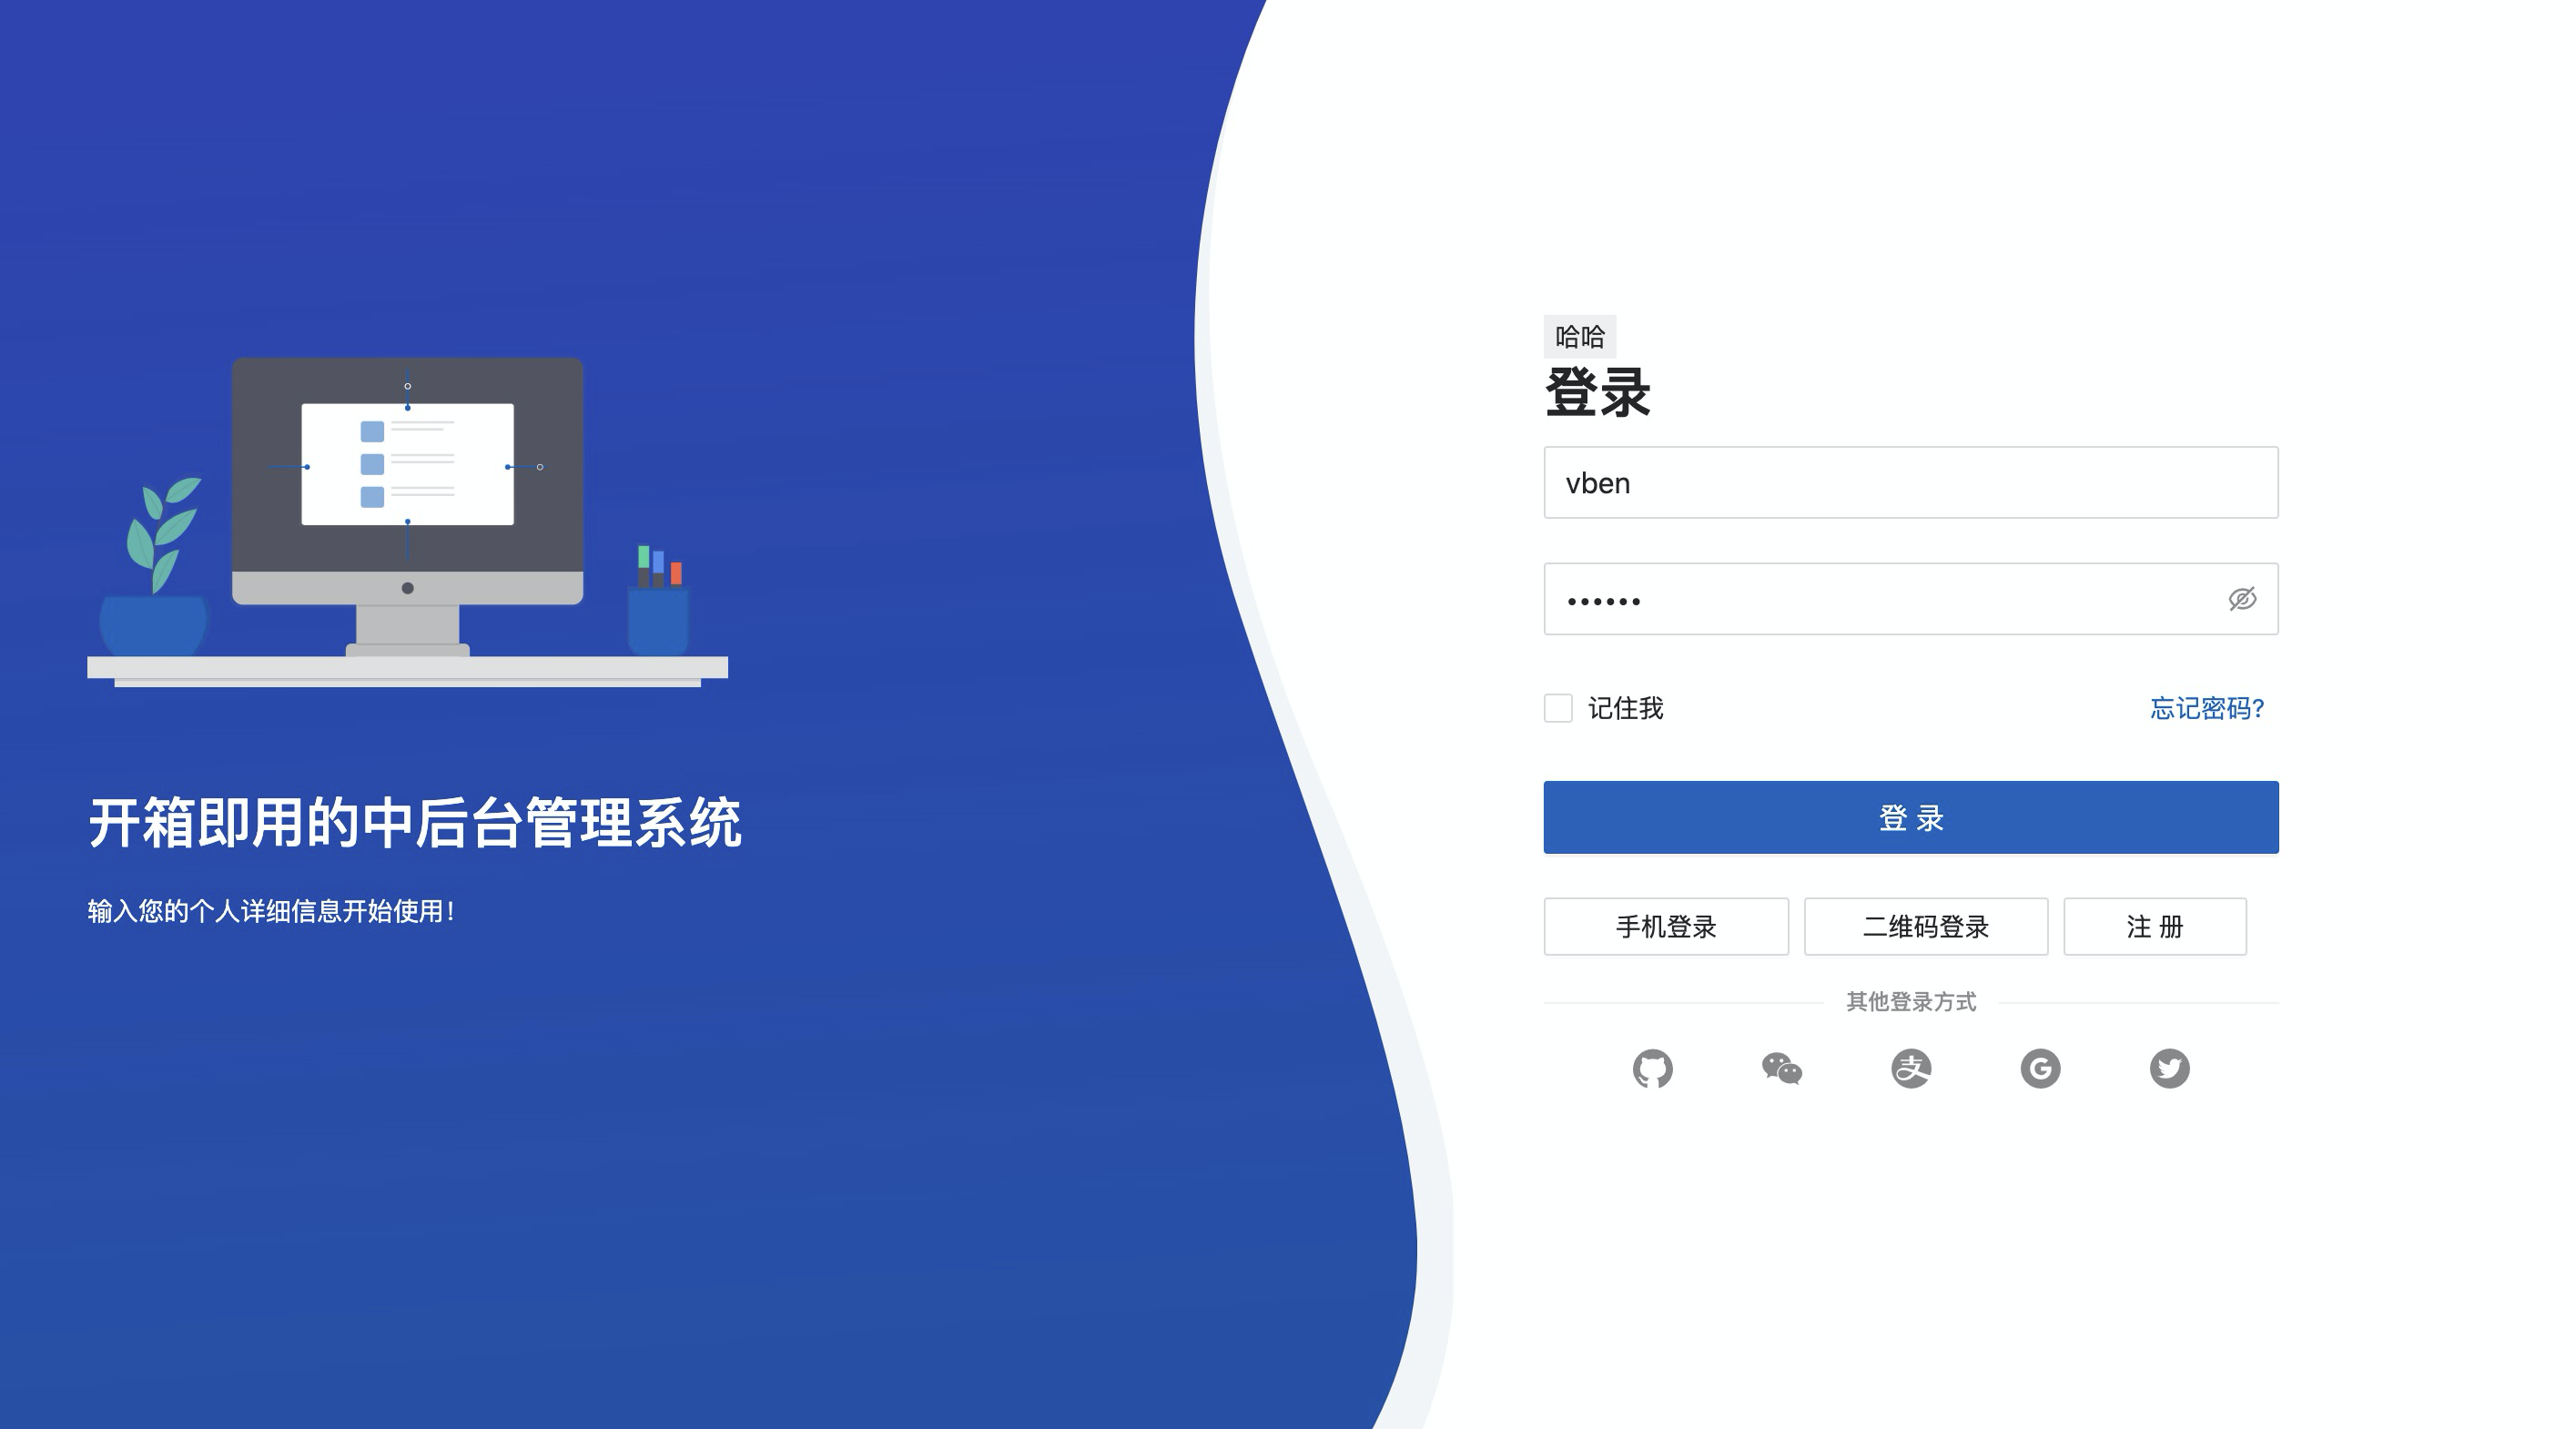 开箱即用的中后台管理系统
输入您的个人详细信息开始使用！
哈哈
登录
vben
••••••
记住我
忘记密码?
登 录
手机登录
二维码登录
注 册
其他登录方式